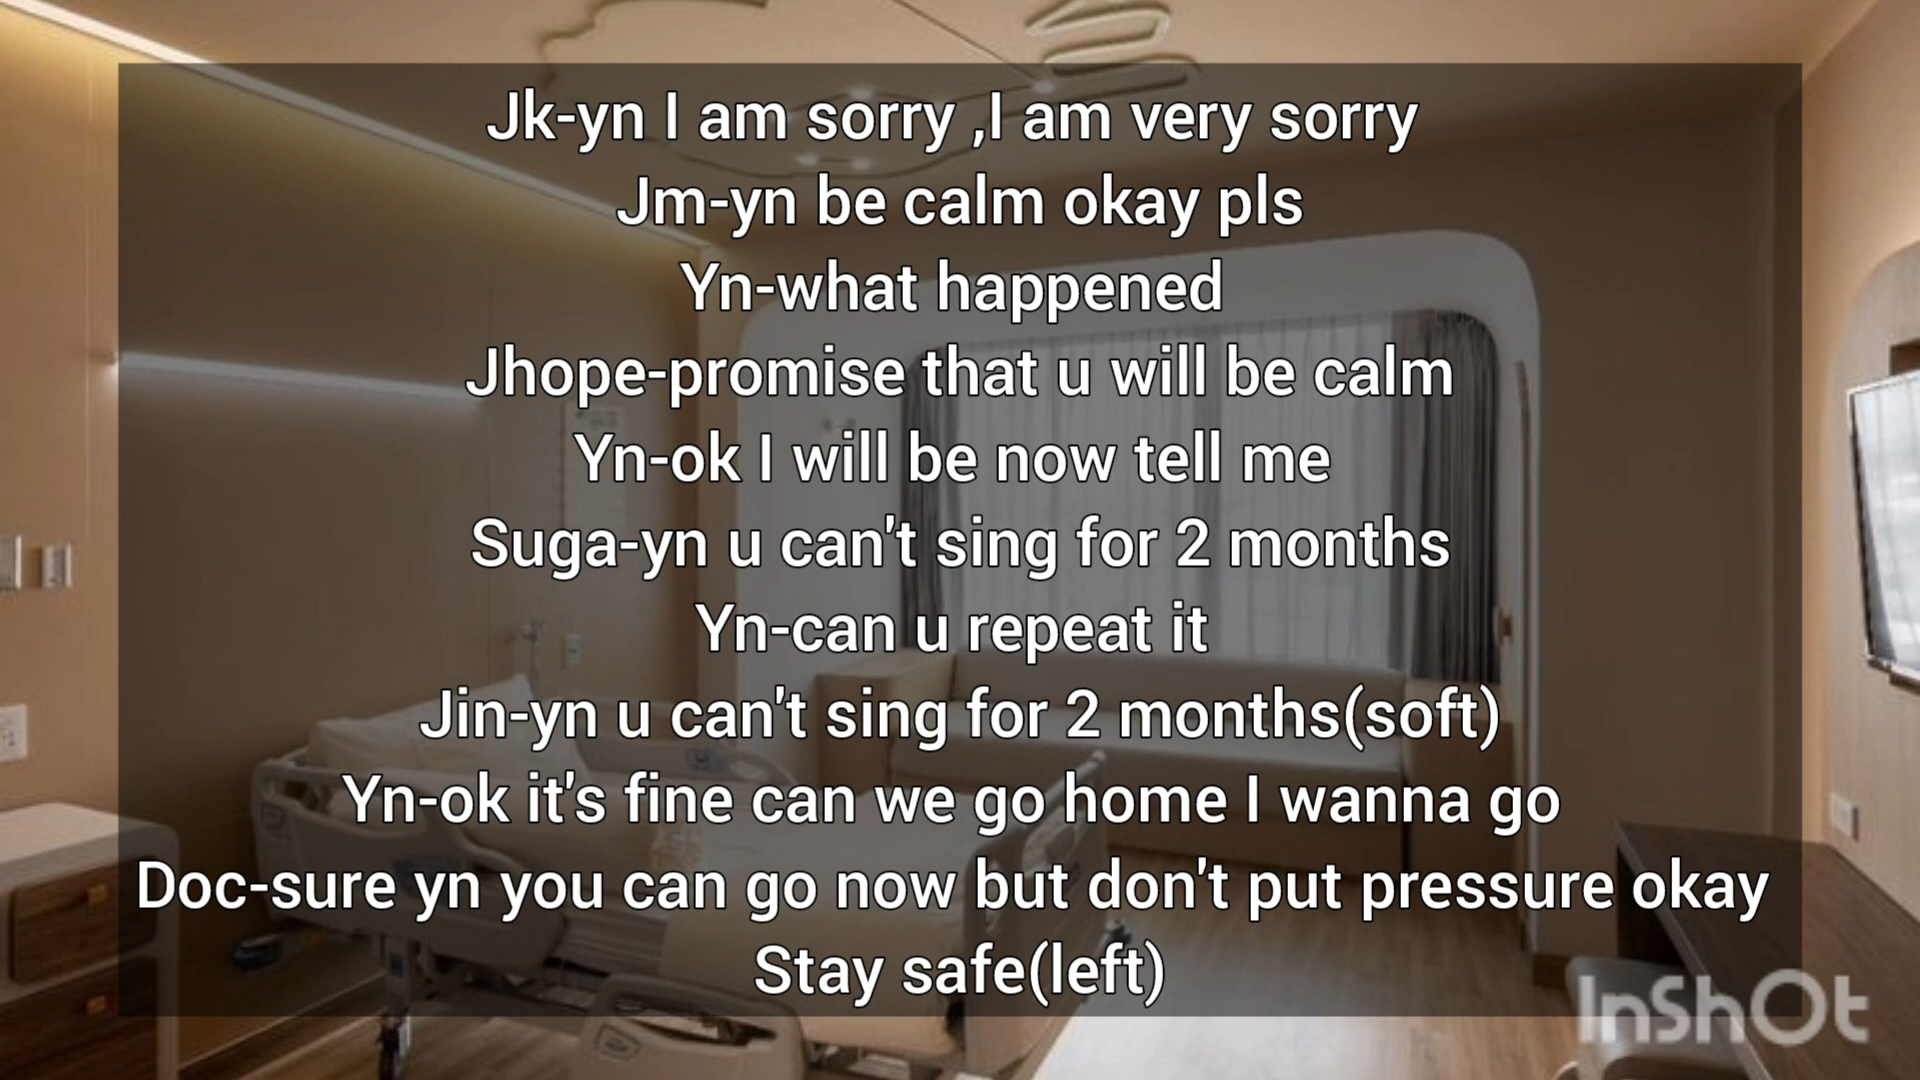 Jk-yn I am sorry ,I am very sorry
Jm-yn be calm okay pls
Yn-what happened
Jhope-promise that u will be calm
Yn-ok I will be now tell me
Suga-yn u can't sing for 2 months
Yn-can u repeat it
Jin-yn u can't sing for 2 months(soft)
Yn-ok it's fine can we go home I wanna go
Doc-sure yn you can go now but don't put pressure okay
Stay safe(left)
InShOt